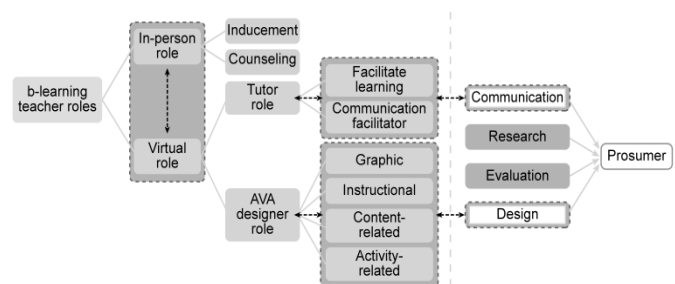 b-learning
teacher roles
In-person
role
Virtual
role
Inducement
Counseling
Tutor
role
AVA
designer
role
Facilitate
learning
Communication
facilitator
Graphic
Instructional
Content-
related
Activity-
related
Communication
Research
Evaluation
Design
Prosumer